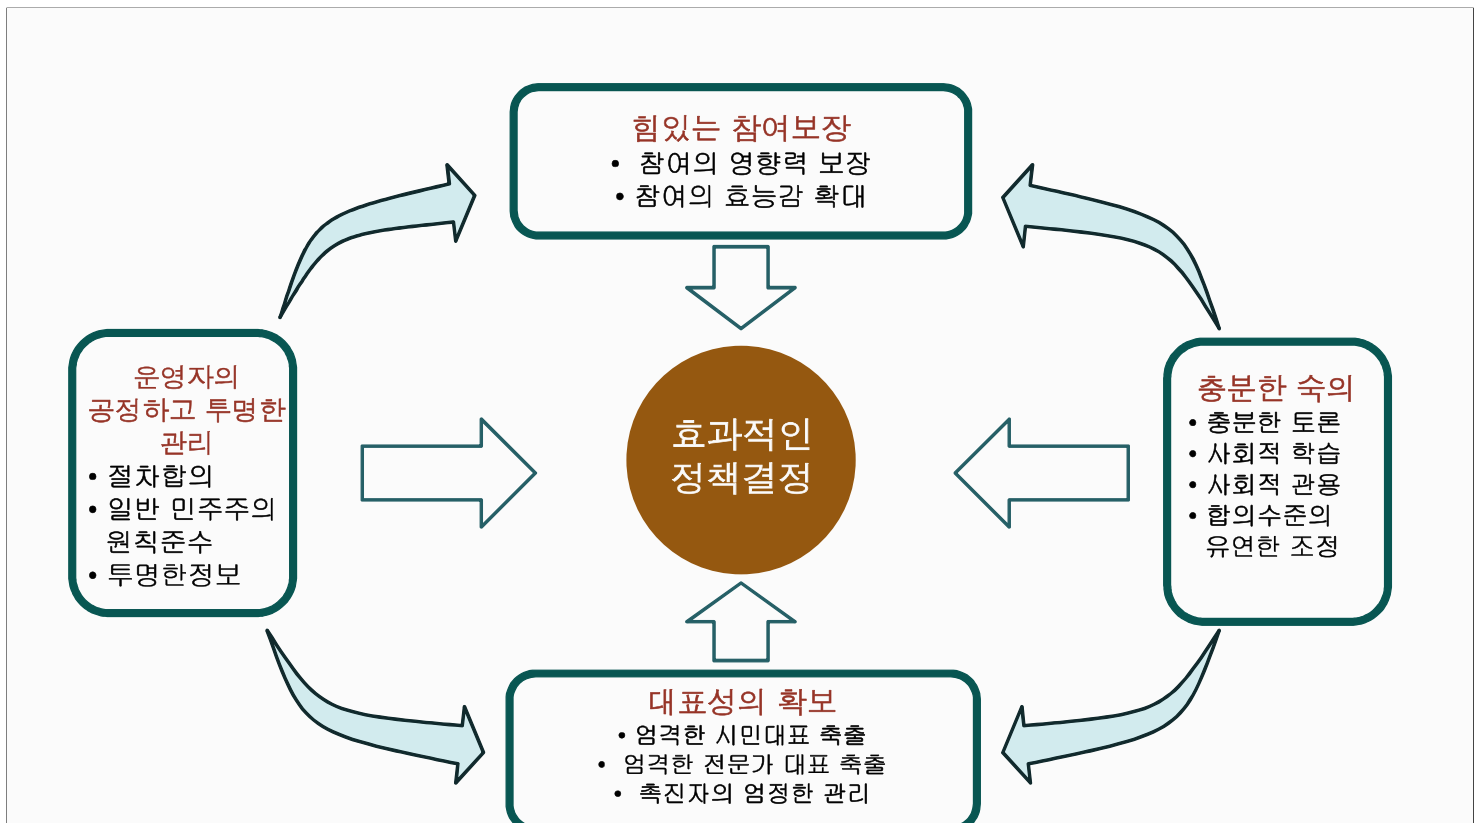 힘있는 참여보장
• 참여의 영향력 보장
• 참여의 효능감 확대
운영자의
공정하고 투명한
관리
• 절차합의
• 일반 민주주의
원칙준수
• 투명한정보
효과적인
정책결정
충분한 숙의
• 충분한 토론
• 사회적 학습
• 사회적 관용
• 합의수준의
유연한 조정
대표성의 확보
• 엄격한 시민대표 축출
• 엄격한 전문가 대표 축출
• 촉진자의 엄정한 관리